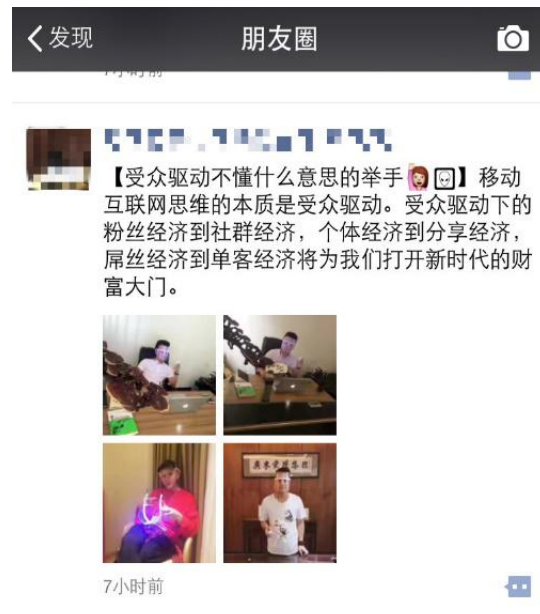 发现
朋友圈
7小时前
【受众驱动不懂什么意思的举手🙋】移动
互联网思维的本质是受众驱动。受众驱动下的
粉丝经济到社群经济，个体经济到分享经济，
屌丝经济到单客经济将为我们打开新时代的财
富大门。
7小时前